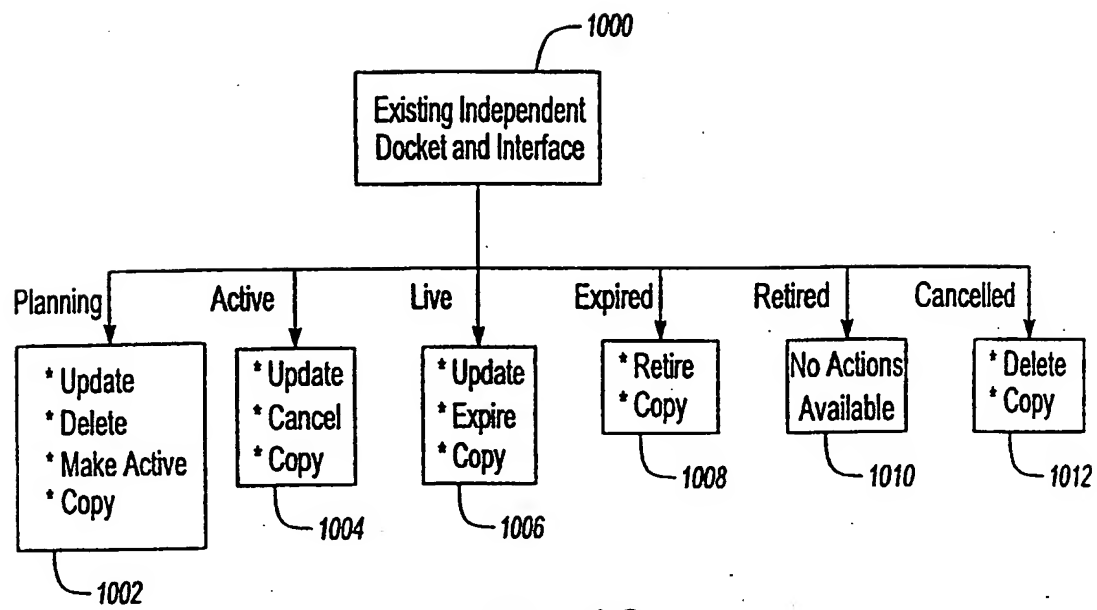 1000
Existing Independent
Docket and Interface
Planning
Active
Live
Expired
Retired
Cancelled
* Update
* Delete
* Make Active
* Copy
* Update
* Cancel
* Copy
* Update
* Expire
* Copy
* Retire
* Copy
No Actions
Available
* Delete
* Copy
1002
1004
1006
1008
1010
1012